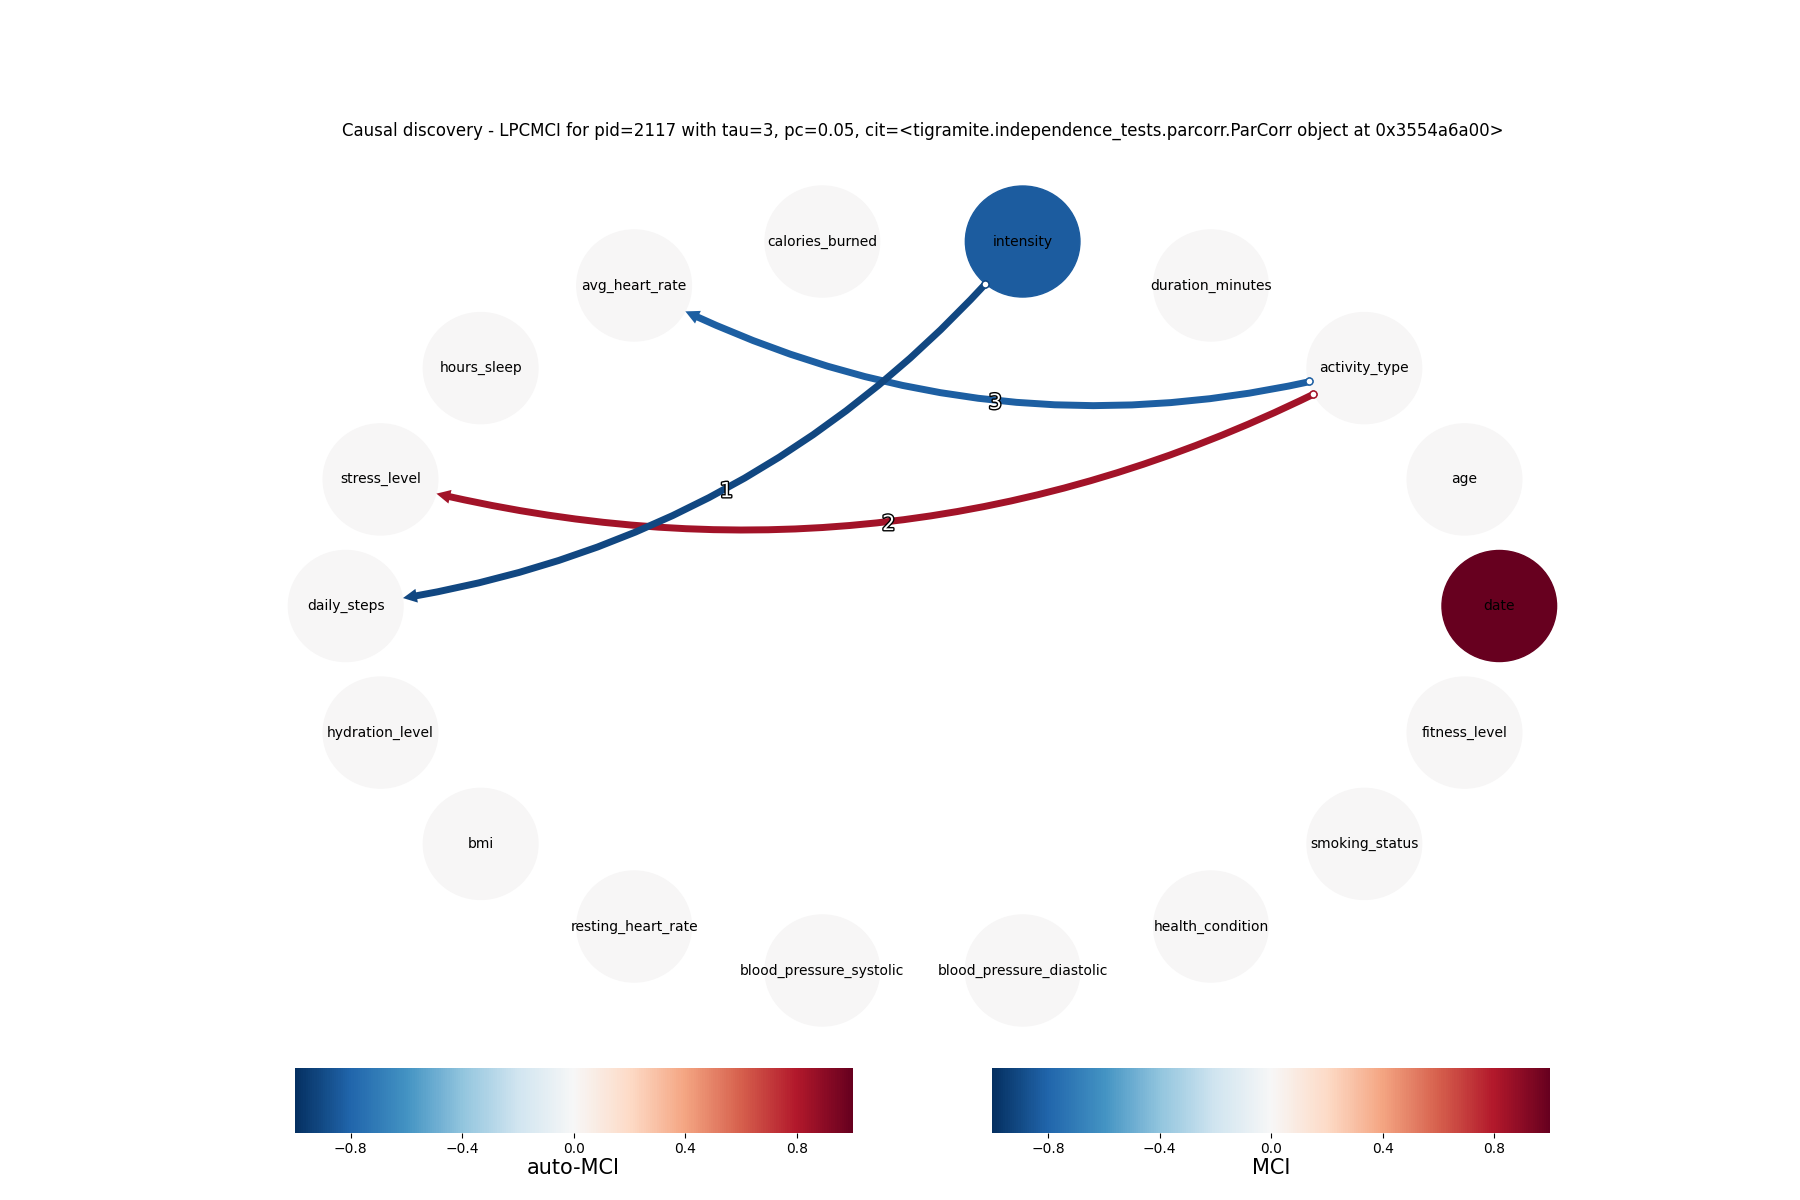 Causal discovery - LPCMCI for pid=2117 with tau=3, pc=0.05, cit=<tigramite.independence_tests.parcorr.ParCorr object at 0x3554a6a00>
calories_burned
intensity
avg_heart_rate
duration_minutes
hours_sleep
activity_type
3
stress_level
age
1
2
daily_steps
date
hydration_level
fitness_level
bmi
smoking_status
resting_heart_rate
health_condition
blood_pressure_systolic
blood_pressure_diastolic
−0.8 −0.4 0.0 0.4 0.8
auto-MCI
−0.8 −0.4 0.0 0.4 0.8
MCI